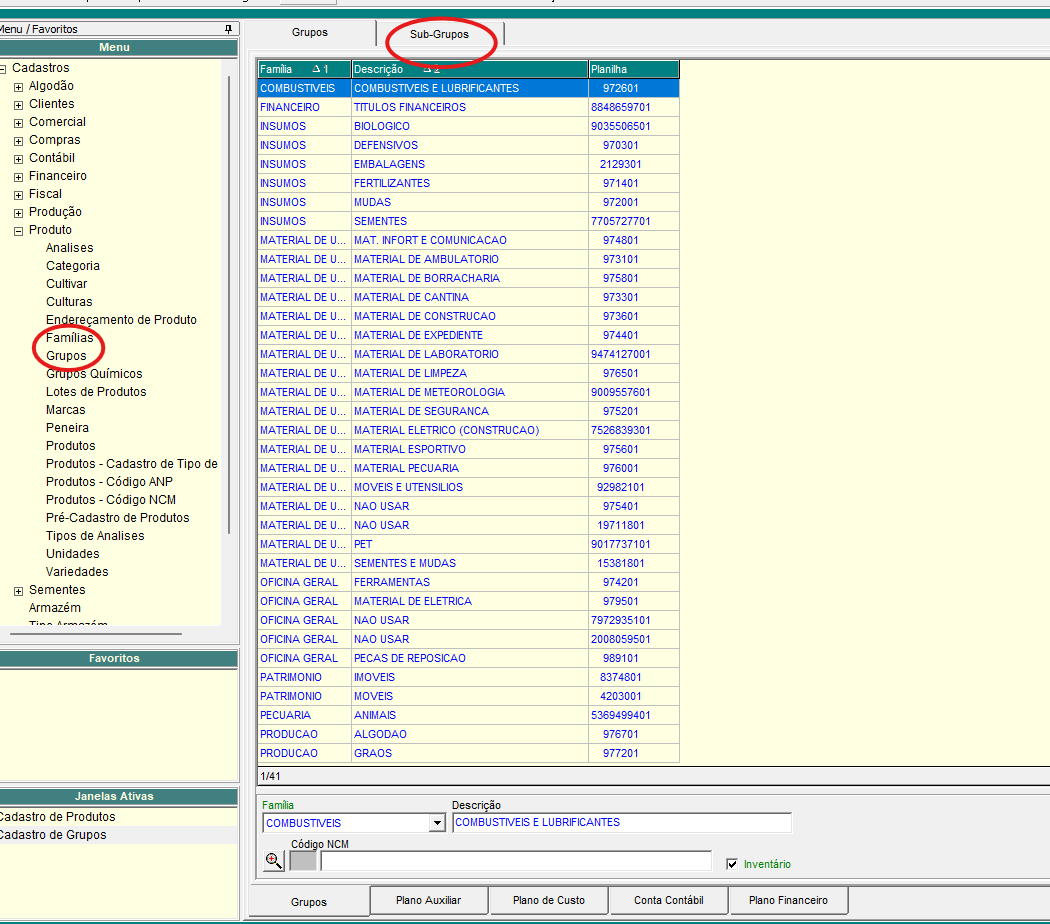 Menu / Favoritos
Menu
Cadastros
Algodão
Clientes
Comercial
Compras
Contábil
Financeiro
Fiscal
Produção
Produto
Analises
Categoria
Cultivar
Culturas
Endereçamento de Produto
Famílias
Grupos
Grupos Químicos
Lotes de Produtos
Marcas
Peneira
Produtos
Produtos - Cadastro de Tipo de
Produtos - Código ANP
Produtos - Código NCM
Pré-Cadastro de Produtos
Tipos de Analises
Unidades
Variedades
Sementes
Armazém
Tipo Armazém
Favoritos
Janelas Ativas
Cadastro de Produtos
Cadastro de Grupos
Grupos Sub-Grupos
Família 1 Descrição 2 Planilha
COMBUSTIVEIS COMBUSTIVEIS E LUBRIFICANTES 972601
FINANCEIRO TITULOS FINANCEIROS 8848659701
INSUMOS BIOLOGICO 9035506501
INSUMOS DEFENSIVOS 970301
INSUMOS EMBALAGENS 2129301
INSUMOS FERTILIZANTES 971401
INSUMOS MUDAS 972001
INSUMOS SEMENTES 7705727701
MATERIAL DE U... MAT. INFORT E COMUNICACAO 974801
MATERIAL DE U... MATERIAL DE AMBULATORIO 973101
MATERIAL DE U... MATERIAL DE BORRACHARIA 975801
MATERIAL DE U... MATERIAL DE CANTINA 973301
MATERIAL DE U... MATERIAL DE CONSTRUCAO 973601
MATERIAL DE U... MATERIAL DE EXPEDIENTE 974401
MATERIAL DE U... MATERIAL DE LABORATORIO 9474127001
MATERIAL DE U... MATERIAL DE LIMPEZA 976501
MATERIAL DE U... MATERIAL DE METEOROLOGIA 9009557601
MATERIAL DE U... MATERIAL DE SEGURANCA 975201
MATERIAL DE U... MATERIAL ELETRICO (CONSTRUCAO) 7526839301
MATERIAL DE U... MATERIAL ESPORTIVO 975601
MATERIAL DE U... MATERIAL PECUARIA 976001
MATERIAL DE U... MOVEIS E UTENSILIOS 92982101
MATERIAL DE U... NAO USAR 975401
MATERIAL DE U... NAO USAR 19711801
MATERIAL DE U... PET 9017737101
MATERIAL DE U... SEMENTES E MUDAS 15381801
OFICINA GERAL FERRAMENTAS 974201
OFICINA GERAL MATERIAL DE ELETRICA 979501
OFICINA GERAL NAO USAR 7972935101
OFICINA GERAL NAO USAR 2008059501
OFICINA GERAL PECAS DE REPOSICAO 989101
PATRIMONIO IMOVEIS 8374801
PATRIMONIO MOVEIS 4203001
PECUARIA ANIMAIS 5369499401
PRODUCAO ALGODAO 976701
PRODUCAO GRAOS 977201
1/41
Família Descrição
COMBUSTIVEIS COMBUSTIVEIS E LUBRIFICANTES
Código NCM
Inventário
Grupos Plano Auxiliar Plano de Custo Conta Contábil Plano Financeiro